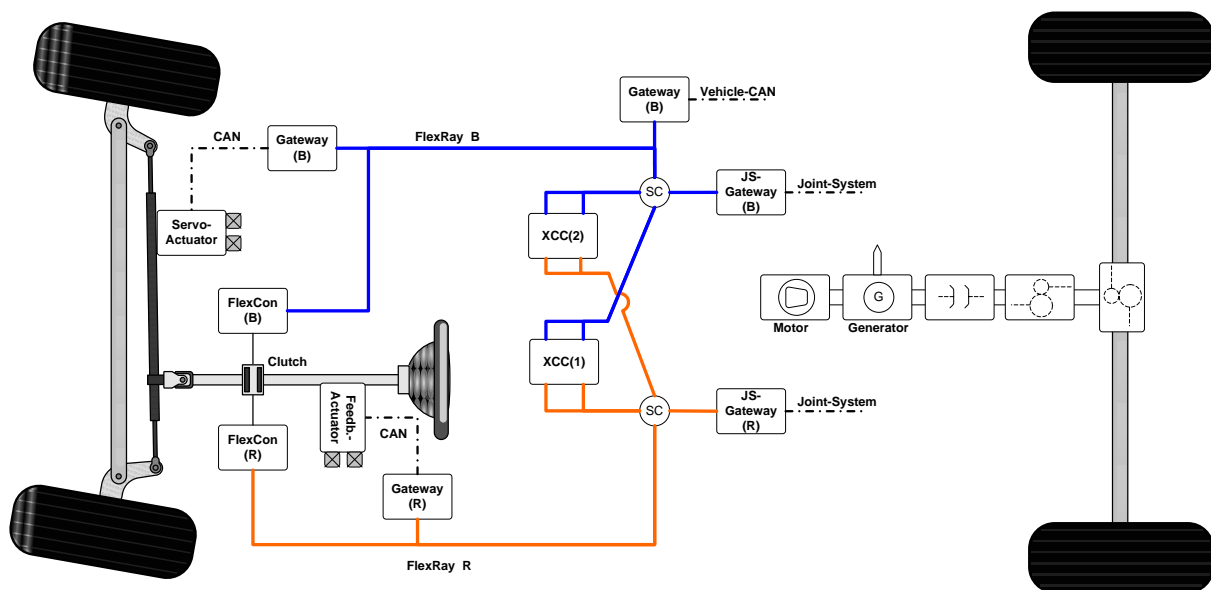 Gateway
(B)
Vehicle-CAN
CAN
Gateway
(B)
FlexRay B
SC
JS-
Gateway
(B)
Joint-System
Servo-
Actuator
XCC(2)
FlexCon
(B)
G
Motor
Generator
Clutch
XCC(1)
Feedb.-
Actuator
CAN
SC
JS-
Gateway
(R)
Joint-System
FlexCon
(R)
Gateway
(R)
FlexRay R